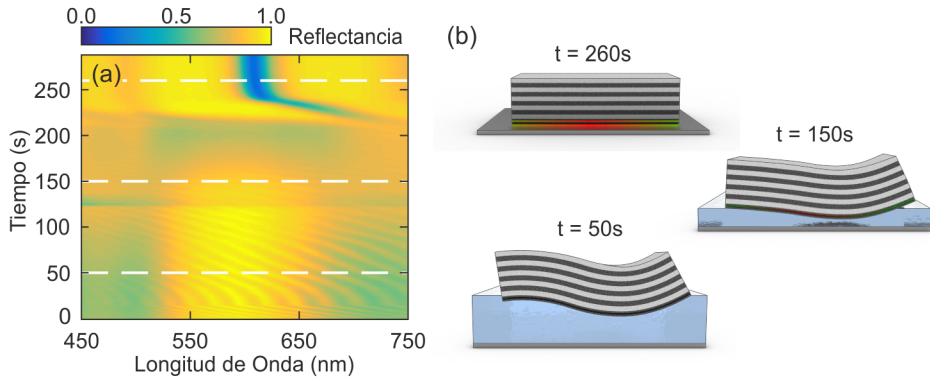 0.0 0.5 1.0
Reflectancia
(a)
250
200
150
100
50
0
Tiempo (s)
450 550 650 750
Longitud de Onda (nm)
(b)
t = 260s
t = 150s
t = 50s